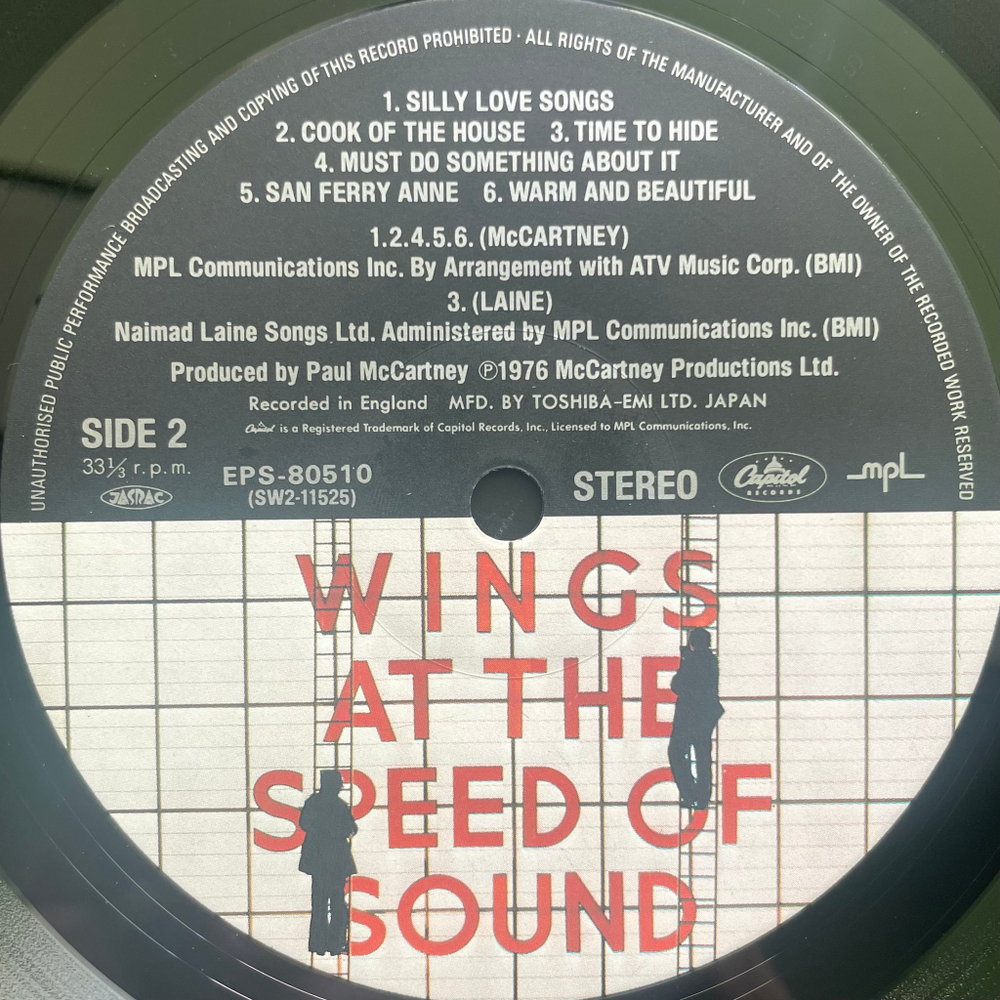 UNAUTHORISED PUBLIC PERFORMANCE BROADCASTING AND COPYING OF THIS RECORD PROHIBITED · ALL RIGHTS OF THE MANUFACTURER AND OF THE OWNER OF THE RECORDED WORK RESERVED
1. SILLY LOVE SONGS
2. COOK OF THE HOUSE 3. TIME TO HIDE
4. MUST DO SOMETHING ABOUT IT
5. SAN FERRY ANNE 6. WARM AND BEAUTIFUL
1.2.4.5.6. (McCARTNEY)
MPL Communications Inc. By Arrangement with ATV Music Corp. (BMI)
3. (LAINE)
Naimad Laine Songs Ltd. Administered by MPL Communications Inc. (BMI)
Produced by Paul McCartney ℗1976 McCartney Productions Ltd.
Recorded in England MFD. BY TOSHIBA-EMI LTD. JAPAN
Capitol is a Registered Trademark of Capitol Records, Inc., Licensed to MPL Communications, Inc.
SIDE 2
33⅓ r.p.m.
JASRAC
EPS-80510
(SW2-11525)
STEREO
Capitol
RECORDS
mpL
WINGS
AT THE
SPEED OF
SOUND